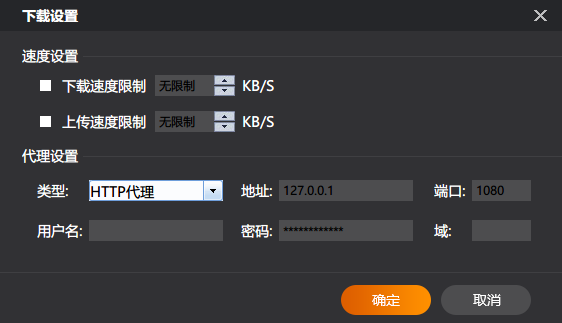 下载设置
速度设置
下载速度限制 无限制 KB/S
上传速度限制 无限制 KB/S
代理设置
类型: HTTP代理 地址: 127.0.0.1 端口: 1080
用户名: 密码: ************ 域:
确定 取消